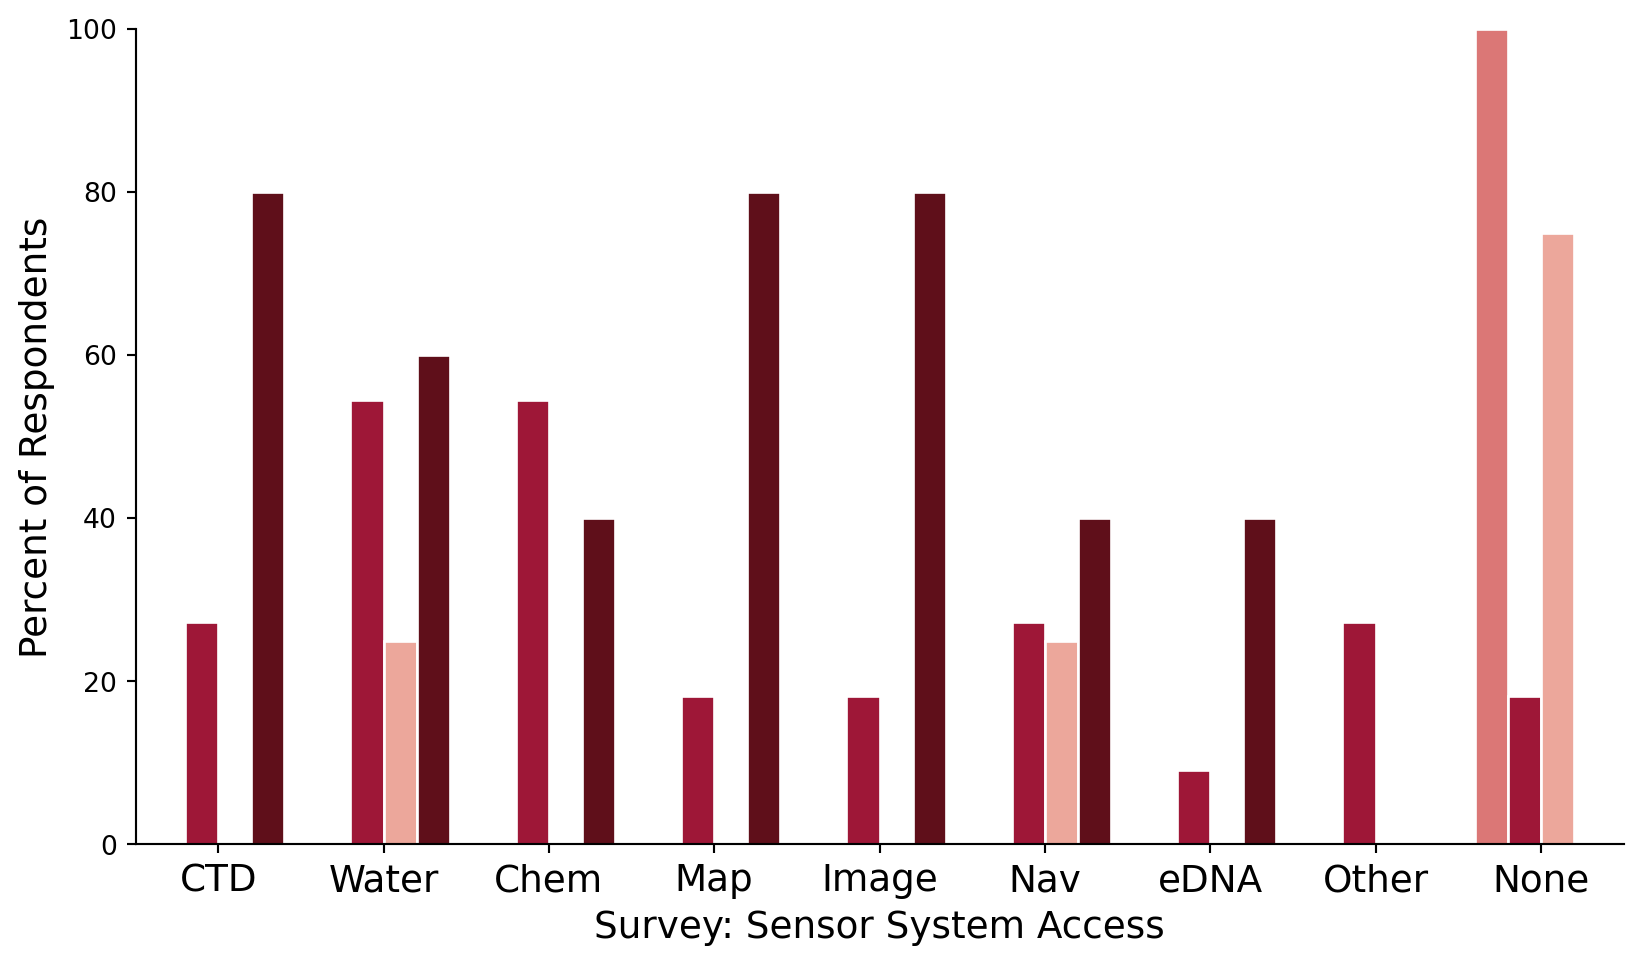 100
80
60
40
20
0
Percent of Respondents
CTD Water Chem Map Image Nav eDNA Other None
Survey: Sensor System Access